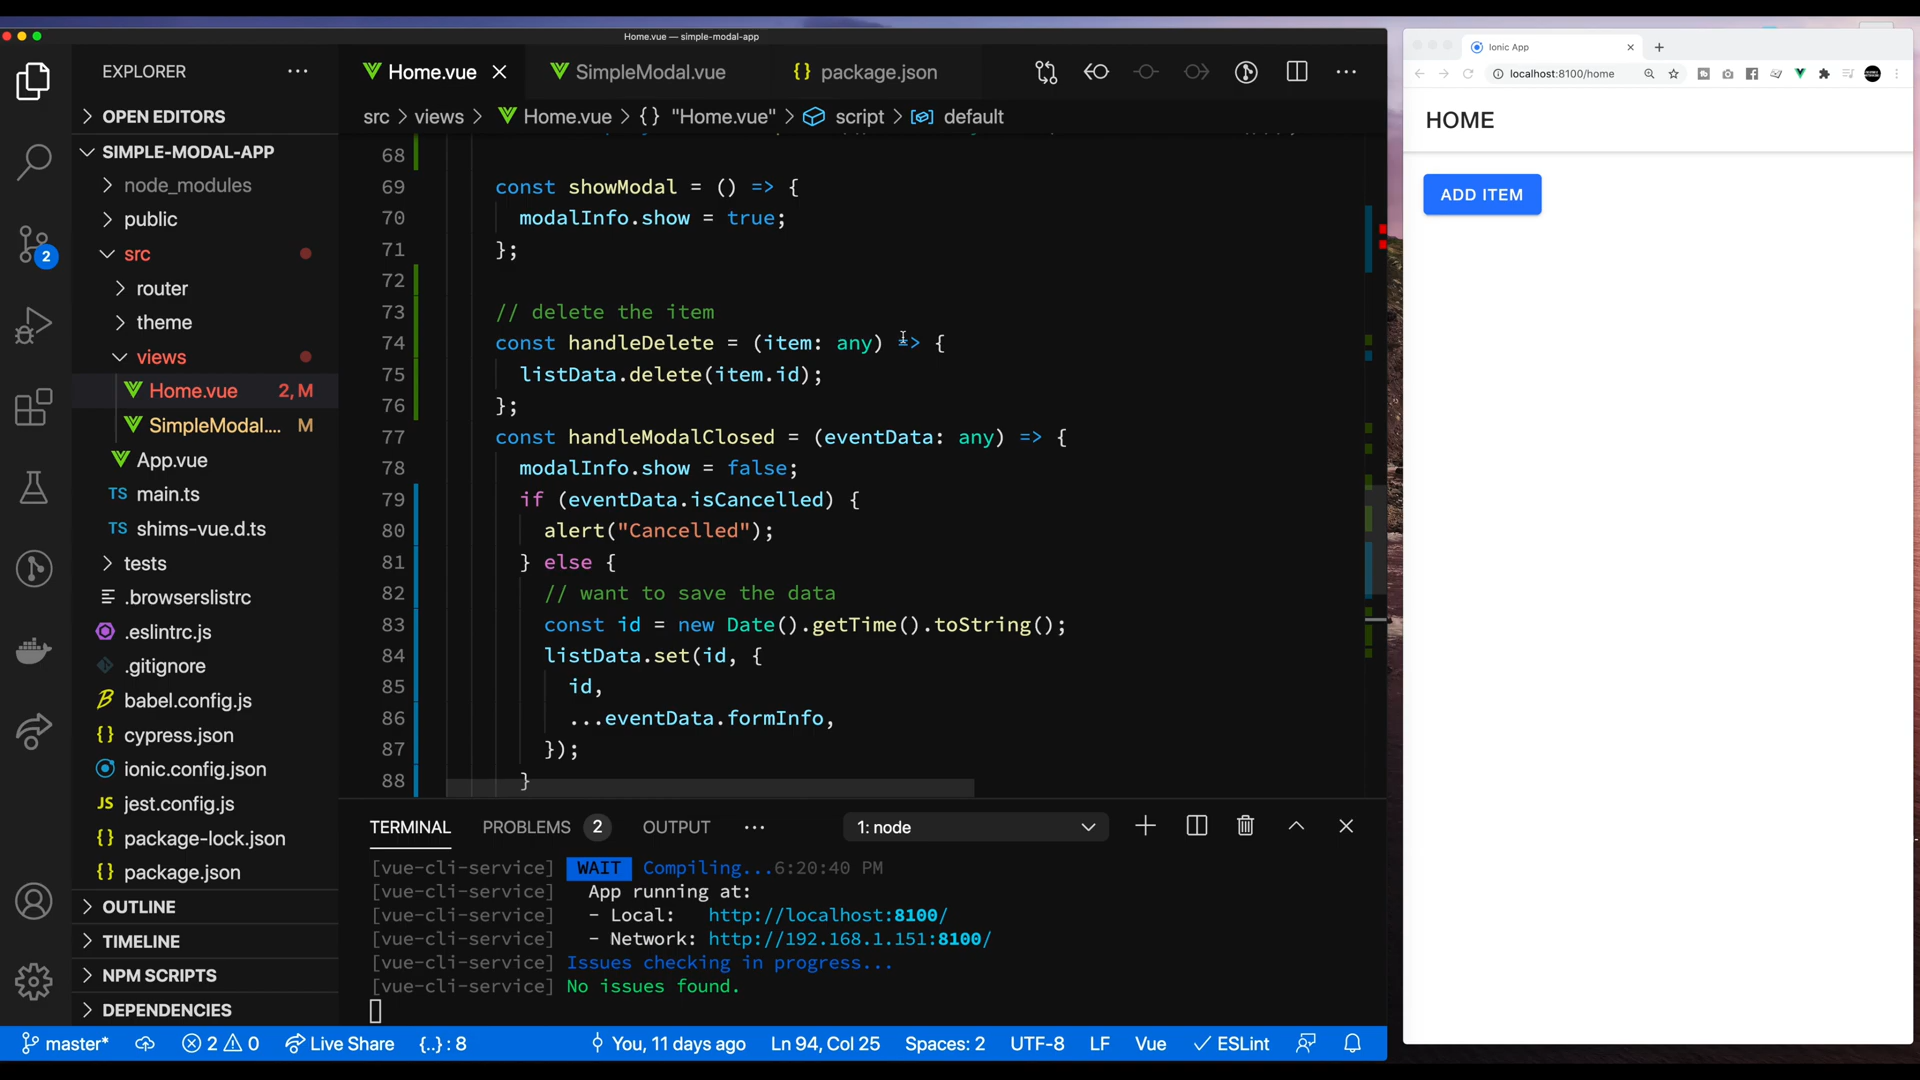 Home.vue — simple-modal-app
EXPLORER
Home.vue
SimpleModal.vue
{} package.json
OPEN EDITORS
src > views > Home.vue > {} "Home.vue" > script > default
SIMPLE-MODAL-APP
node_modules
public
src
router
theme
views
Home.vue 2, M
SimpleModal.... M
App.vue
TS main.ts
TS shims-vue.d.ts
tests
.browserslistrc
.eslintrc.js
.gitignore
babel.config.js
{} cypress.json
ionic.config.json
JS jest.config.js
{} package-lock.json
{} package.json
OUTLINE
TIMELINE
NPM SCRIPTS
DEPENDENCIES
2
68
69 const showModal = () => {
70 modalInfo.show = true;
71 };
72
73 // delete the item
74 const handleDelete = (item: any) => {
75 listData.delete(item.id);
76 };
77 const handleModalClosed = (eventData: any) => {
78 modalInfo.show = false;
79 if (eventData.isCancelled) {
80 alert("Cancelled");
81 } else {
82 // want to save the data
83 const id = new Date().getTime().toString();
84 listData.set(id, {
85 id,
86 ...eventData.formInfo,
87 });
88 }
TERMINAL PROBLEMS 2 OUTPUT ... 1: node
[vue-cli-service] WAIT Compiling...6:20:40 PM
[vue-cli-service] App running at:
[vue-cli-service] - Local: http://localhost:8100/
[vue-cli-service] - Network: http://192.168.1.151:8100/
[vue-cli-service] Issues checking in progress...
[vue-cli-service] No issues found.
master* 2 0 Live Share {..} : 8 You, 11 days ago Ln 94, Col 25 Spaces: 2 UTF-8 LF Vue ESLint
Ionic App
localhost:8100/home
HOME
ADD ITEM